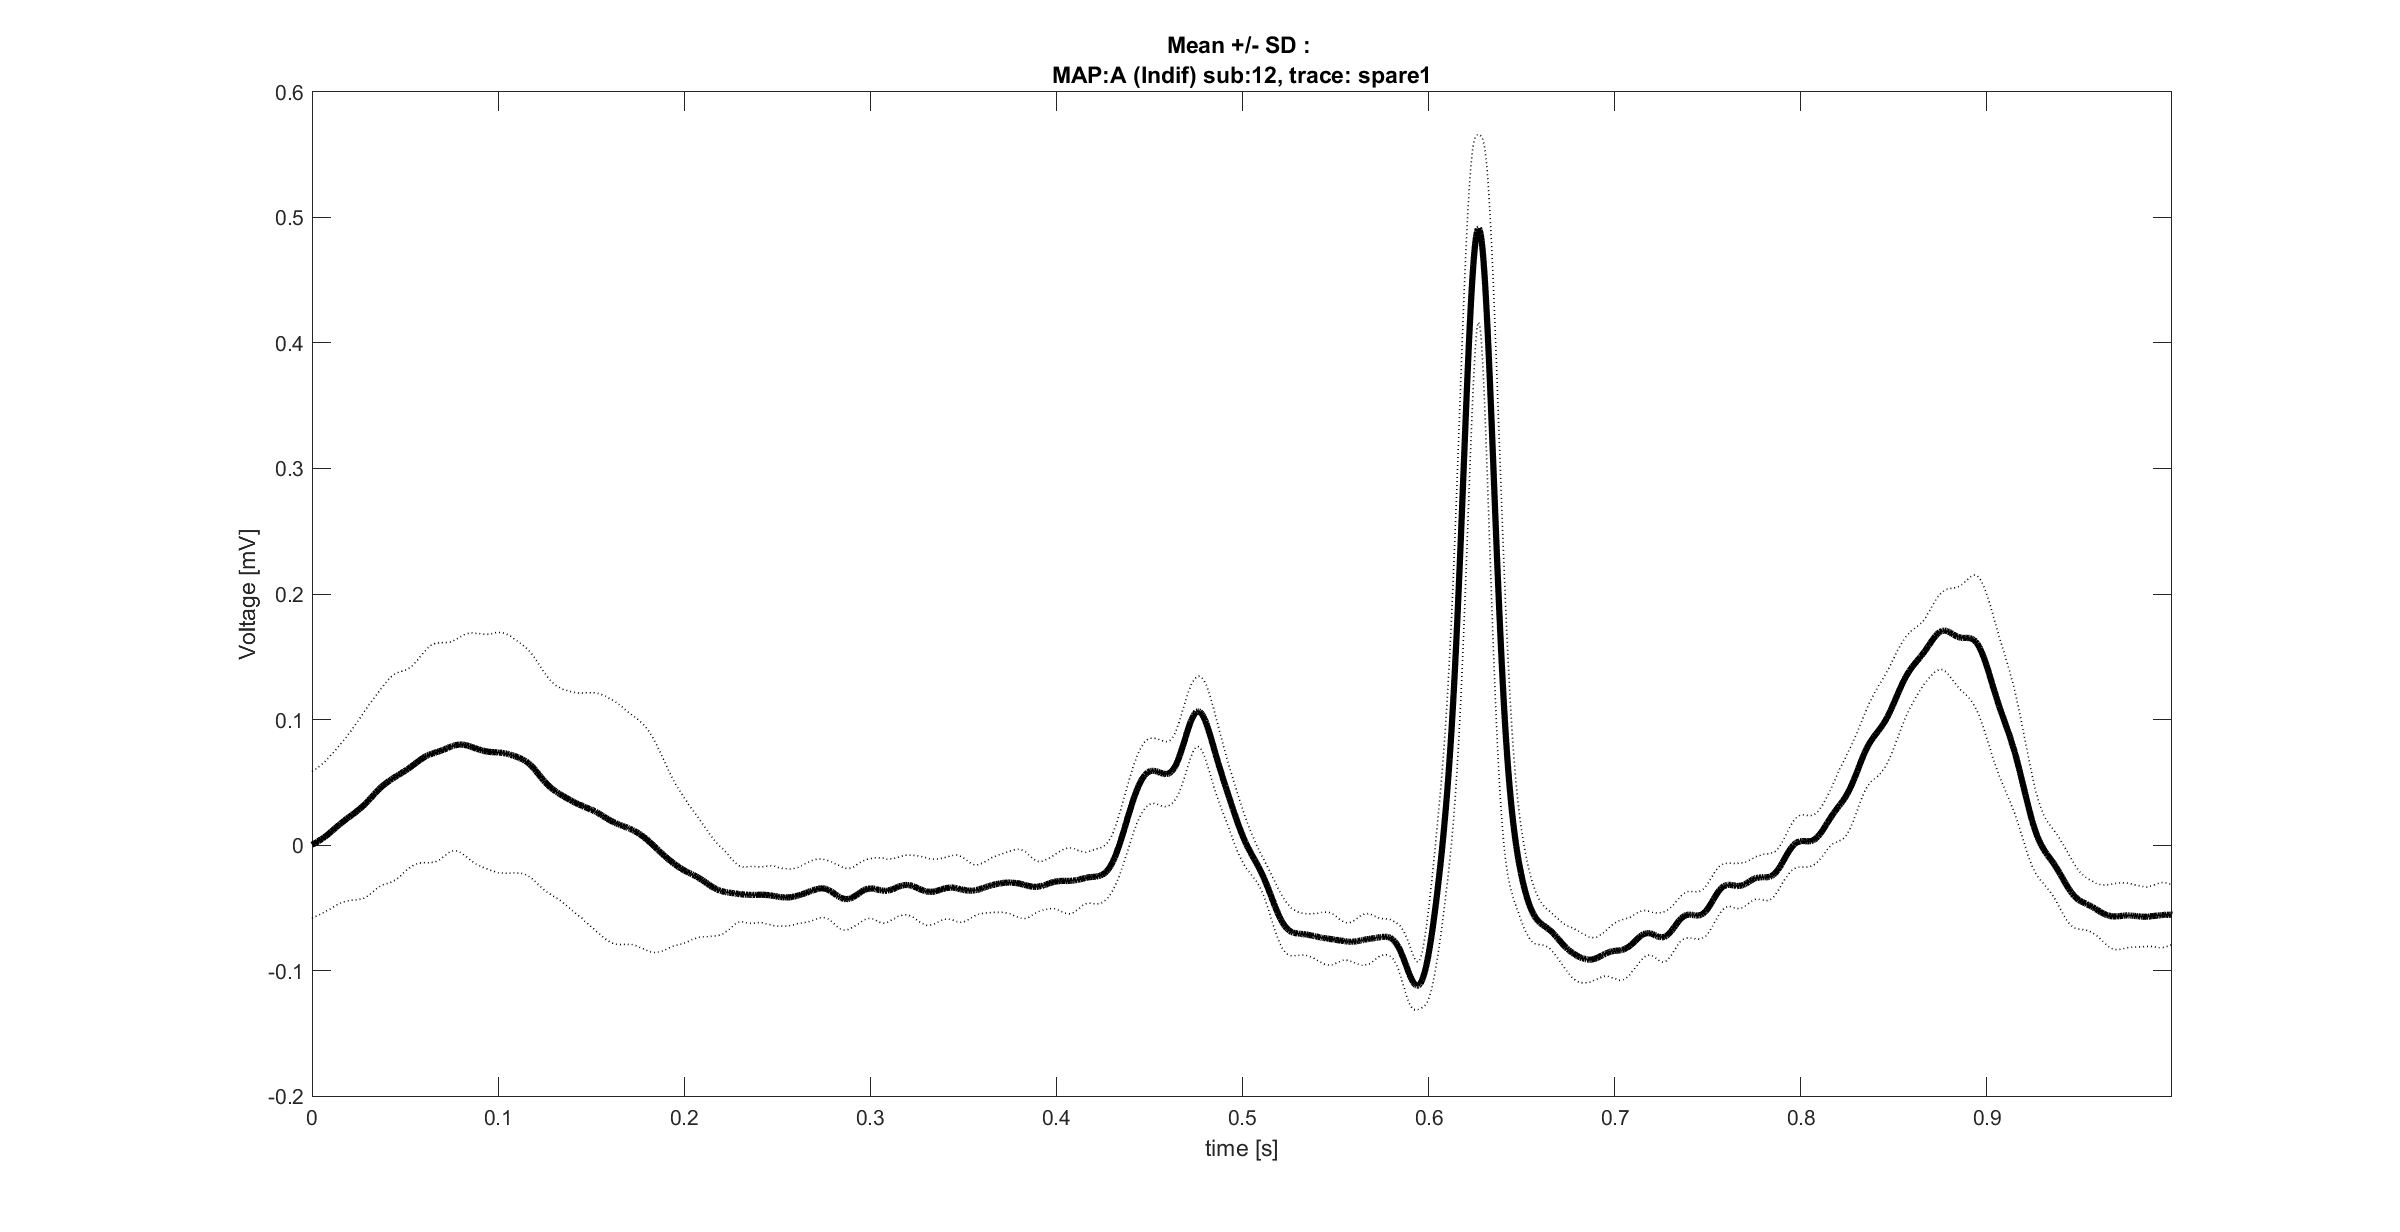 Mean +/- SD :
MAP:A (Indif) sub:12, trace: spare1
0.6
0.5
0.4
0.3
0.2
0.1
0
-0.1
-0.2
Voltage [mV]
0 0.1 0.2 0.3 0.4 0.5 0.6 0.7 0.8 0.9
time [s]